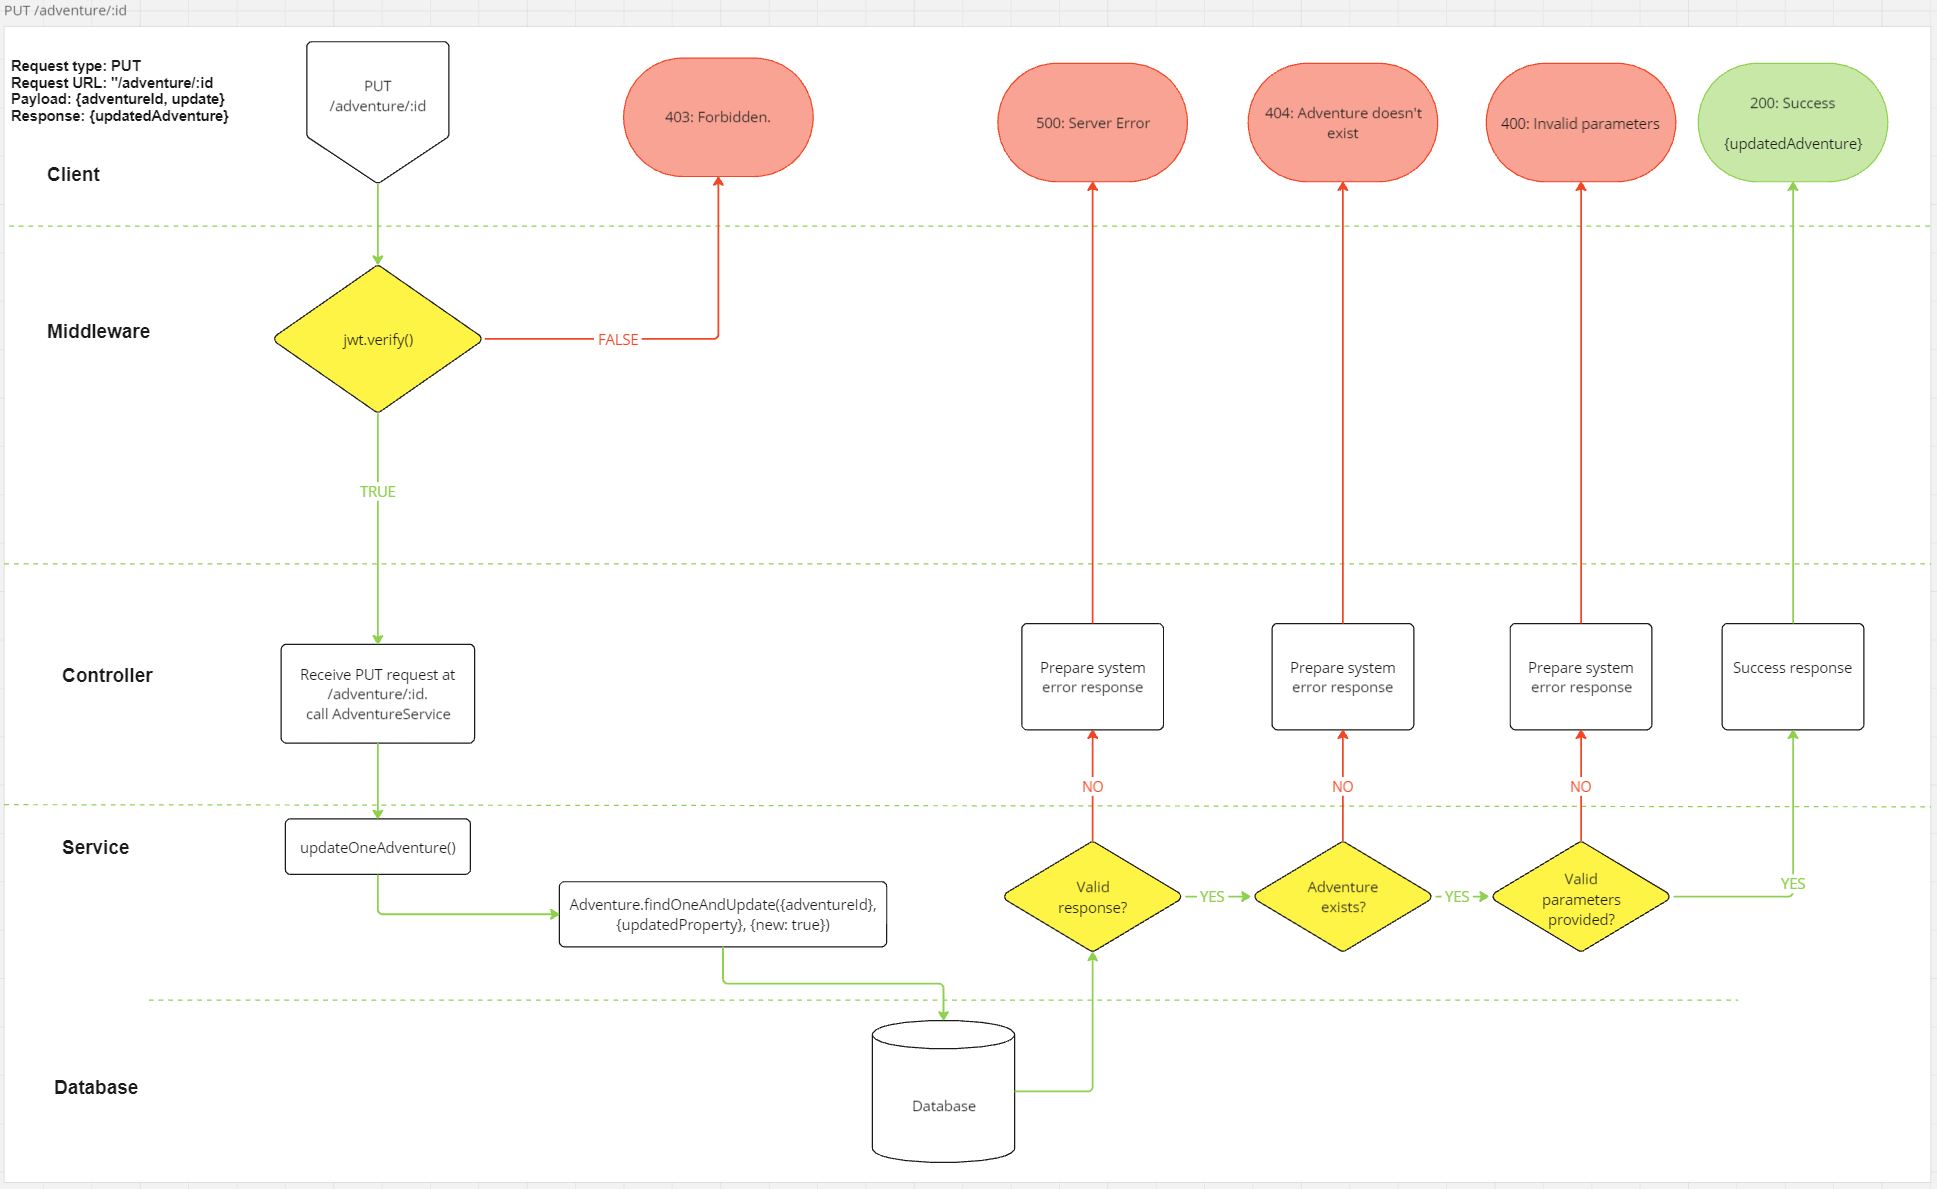 PUT /adventure/:id
Request type: PUT
Request URL: "/adventure/:id
Payload: {adventureId, update}
Response: {updatedAdventure}
PUT
/adventure/:id
403: Forbidden.
500: Server Error
404: Adventure doesn't
exist
400: Invalid parameters
200: Success
{updatedAdventure}
Client
Middleware
jwt.verify()
FALSE
TRUE
Controller
Receive PUT request at
/adventure/:id.
call AdventureService
Prepare system
error response
Prepare system
error response
Prepare system
error response
Success response
NO
NO
NO
Service
updateOneAdventure()
Adventure.findOneAndUpdate({adventureId},
{updatedProperty}, {new: true})
Valid
response?
YES
Adventure
exists?
YES
Valid
parameters
provided?
YES
Database
Database